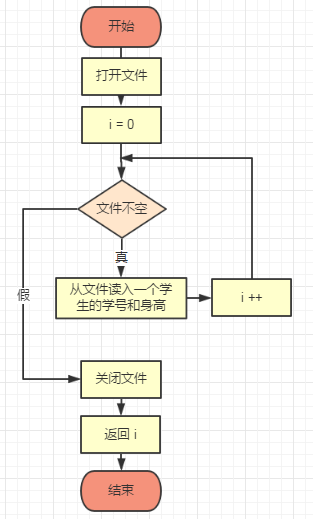 开始
打开文件
i = 0
文件不空
真
从文件读入一个学
生的学号和身高
i ++
假
关闭文件
返回 i
结束